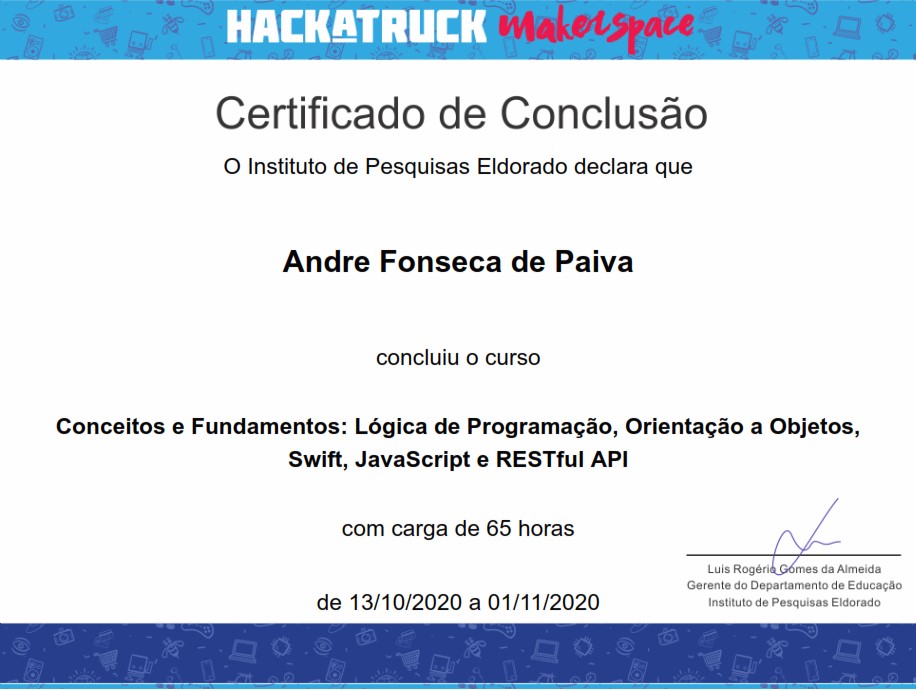 HACKATRUCK makerspace
Certificado de Conclusão
O Instituto de Pesquisas Eldorado declara que
Andre Fonseca de Paiva
concluiu o curso
Conceitos e Fundamentos: Lógica de Programação, Orientação a Objetos,
Swift, JavaScript e RESTful API
com carga de 65 horas
de 13/10/2020 a 01/11/2020
Luis Rogério Gomes da Almeida
Gerente do Departamento de Educação
Instituto de Pesquisas Eldorado